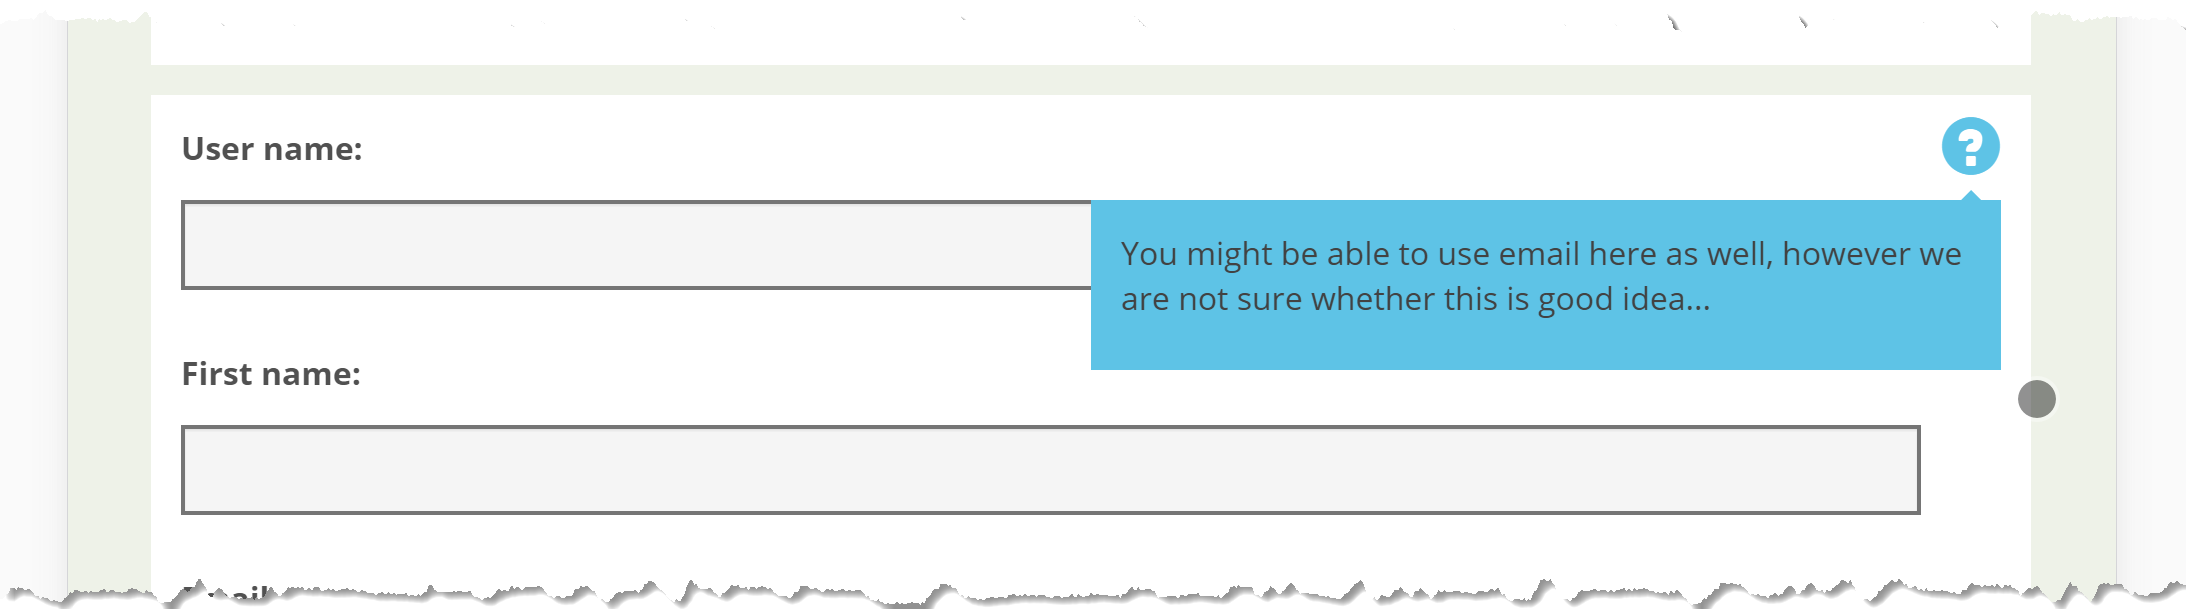 User name:
?
You might be able to use email here as well, however we
are not sure whether this is good idea...
First name: